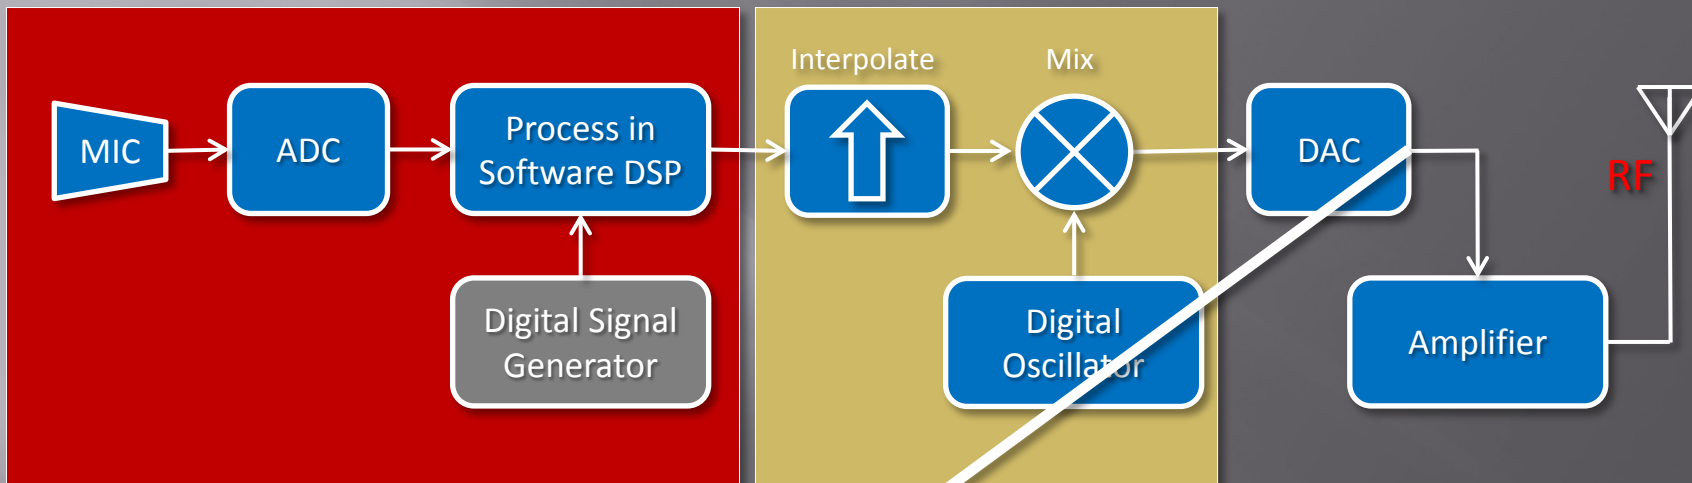 Interpolate
Mix
MIC
ADC
Process in
Software DSP
DAC
RF
Digital Signal
Generator
Digital
Oscillator
Amplifier